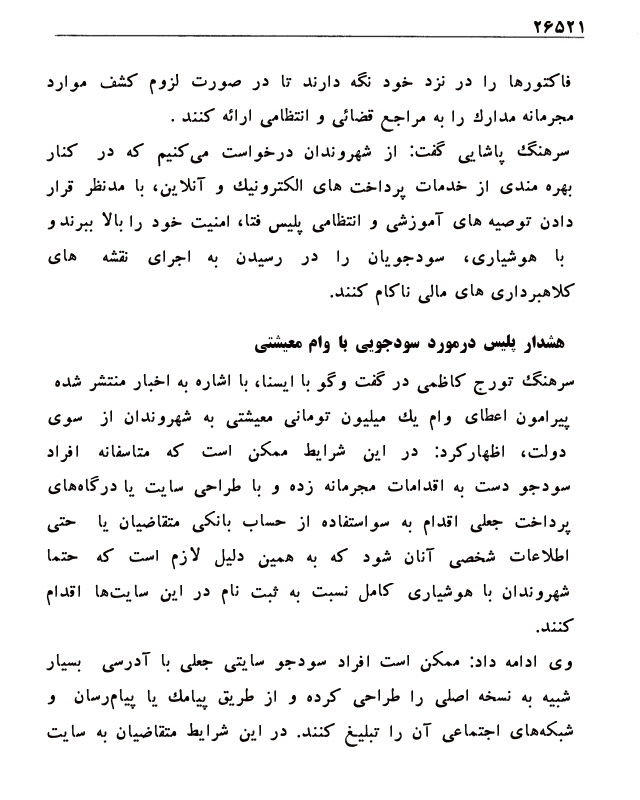 ۲۶۵۲۱
فاکتورها را در نزد خود نگه دارند تا در صورت لزوم کشف موارد
مجرمانه مدارك را به مراجع قضائی و انتظامی ارائه کنند .
سرهنگ پاشایی گفت: از شهروندان درخواست می‌کنیم که در کنار
بهره مندی از خدمات پرداخت های الکترونیك و آنلاین، با مدنظر قرار
دادن توصیه های آموزشی و انتظامی پلیس فتا، امنیت خود را بالا ببرند و
با هوشیاری، سودجویان را در رسیدن به اجرای نقشه های
کلاهبرداری های مالی ناکام کنند.
هشدار پلیس درمورد سودجویی با وام معیشتی
سرهنگ تورج کاظمی در گفت وگو با ایسنا، با اشاره به اخبار منتشر شده
پیرامون اعطای وام یك میلیون تومانی معیشتی به شهروندان از سوی
دولت، اظهارکرد: در این شرایط ممکن است که متاسفانه افراد
سودجو دست به اقدامات مجرمانه زده و با طراحی سایت یا درگاه‌های
پرداخت جعلی اقدام به سواستفاده از حساب بانکی متقاضیان یا حتی
اطلاعات شخصی آنان شود که به همین دلیل لازم است که حتما
شهروندان با هوشیاری کامل نسبت به ثبت نام در این سایت‌ها اقدام
کنند.
وی ادامه داد: ممکن است افراد سودجو سایتی جعلی با آدرسی بسیار
شبیه به نسخه اصلی را طراحی کرده و از طریق پیامك یا پیام‌رسان و
شبکه‌های اجتماعی آن را تبلیغ کنند. در این شرایط متقاضیان به سایت